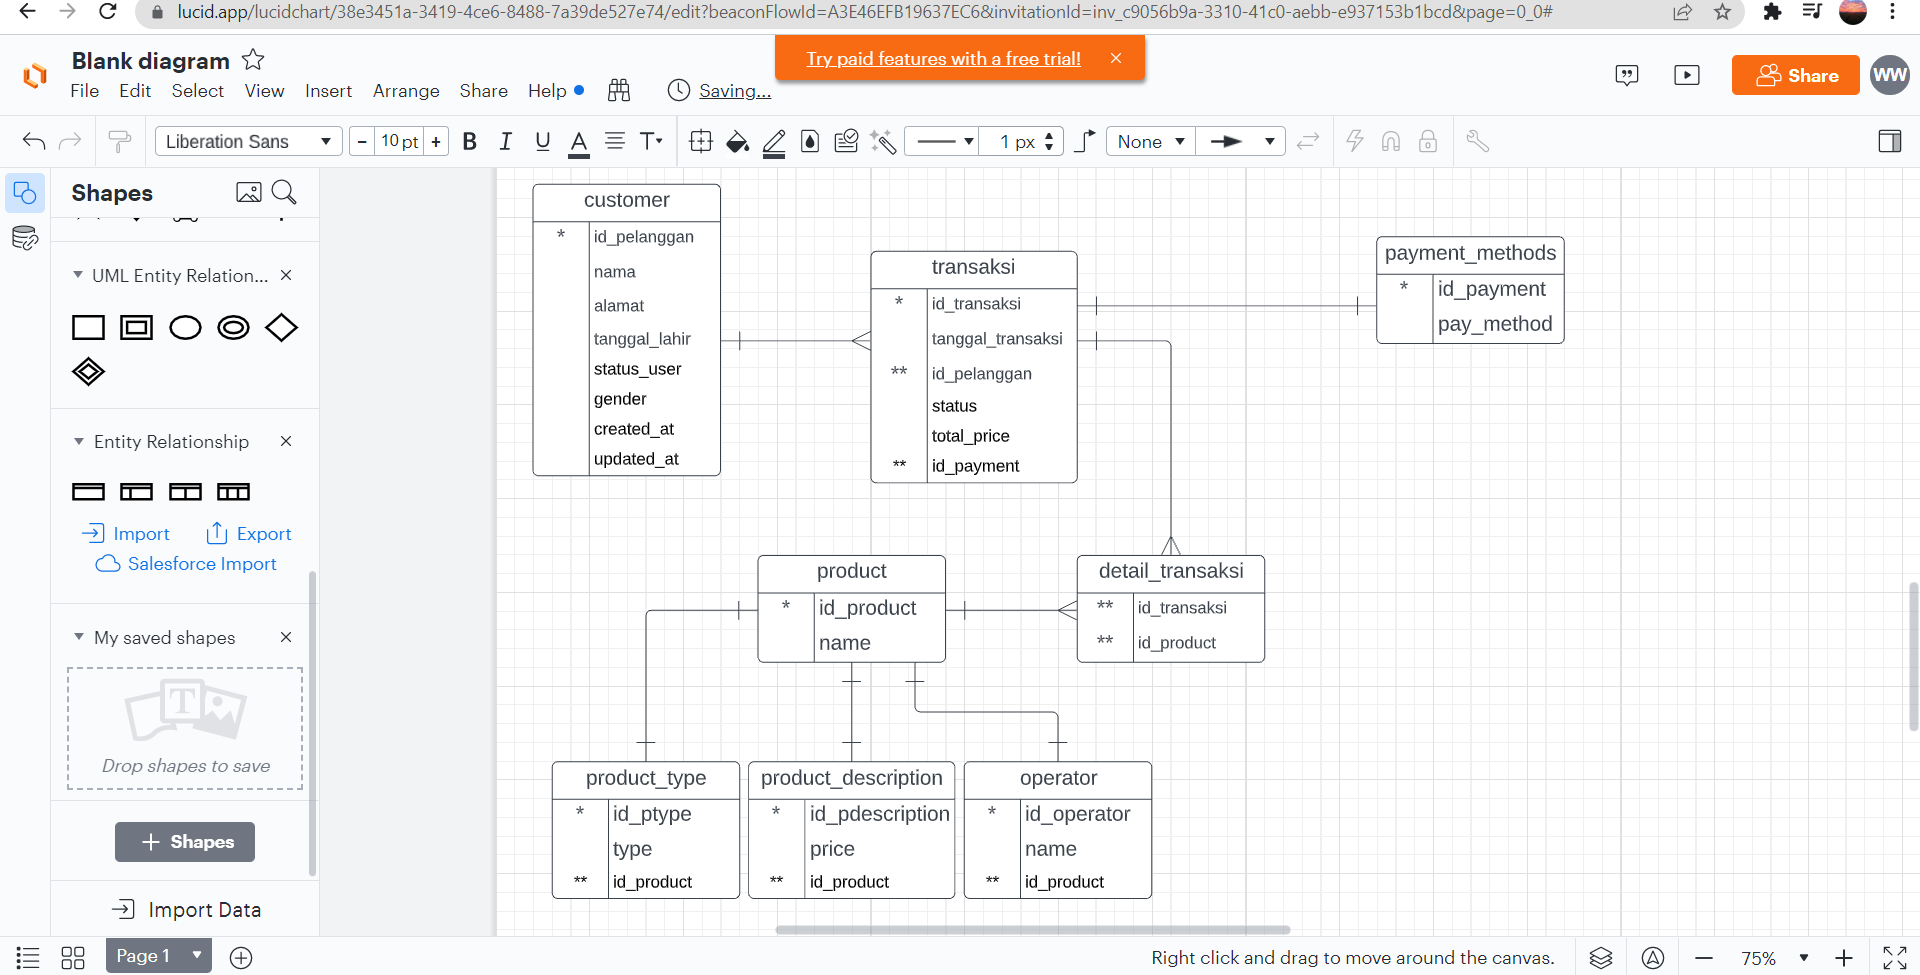 lucid.app/lucidchart/38e3451a-3419-4ce6-8488-7a39de527e74/edit?beaconFlowId=A3E46EFB19637EC6&invitationId=inv_c9056b9a-3310-41c0-aebb-e937153b1bcd&page=0_0#
Blank diagram
Try paid features with a free trial!
Share
WW
File Edit Select View Insert Arrange Share Help Saving...
Liberation Sans
- 10 pt +
B I U A T
1 px
None
Shapes
UML Entity Relation...
Entity Relationship
Import
Export
Salesforce Import
My saved shapes
T
Drop shapes to save
+ Shapes
Import Data
customer
* id_pelanggan
nama
alamat
tanggal_lahir
status_user
gender
created_at
updated_at
transaksi
* id_transaksi
tanggal_transaksi
** id_pelanggan
status
total_price
** id_payment
payment_methods
* id_payment
pay_method
product
* id_product
name
detail_transaksi
** id_transaksi
** id_product
product_type
* id_ptype
type
** id_product
product_description
* id_pdescription
price
** id_product
operator
* id_operator
name
** id_product
Page 1
Right click and drag to move around the canvas.
75%